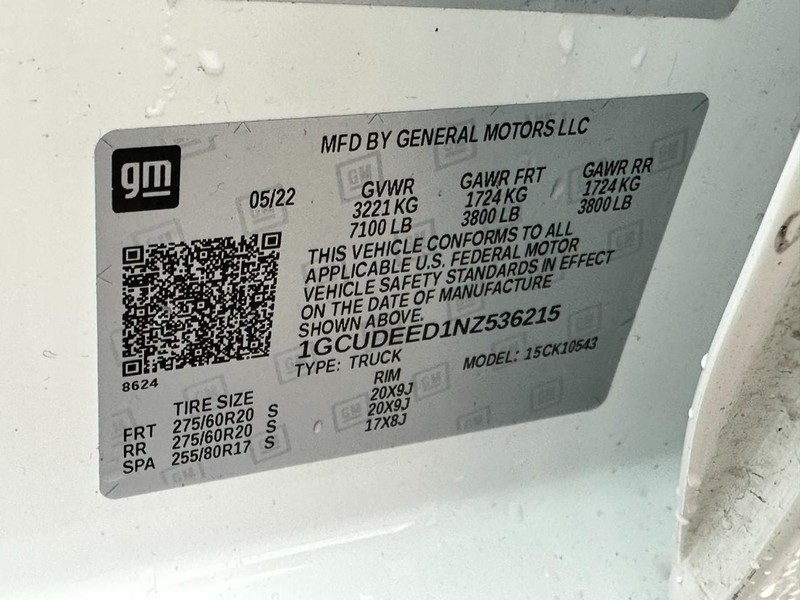 MFD BY GENERAL MOTORS LLC
gm
05/22
GVWR GAWR FRT GAWR RR
3221 KG 1724 KG 1724 KG
7100 LB 3800 LB 3800 LB
THIS VEHICLE CONFORMS TO ALL
APPLICABLE U.S. FEDERAL MOTOR
VEHICLE SAFETY STANDARDS IN EFFECT
ON THE DATE OF MANUFACTURE
SHOWN ABOVE.
1GCUDEED1NZ536215
TYPE: TRUCK MODEL: 15CK10543
8624
TIRE SIZE RIM
FRT 275/60R20 S 20X9J
RR 275/60R20 S 20X9J
SPA 255/80R17 S 17X8J